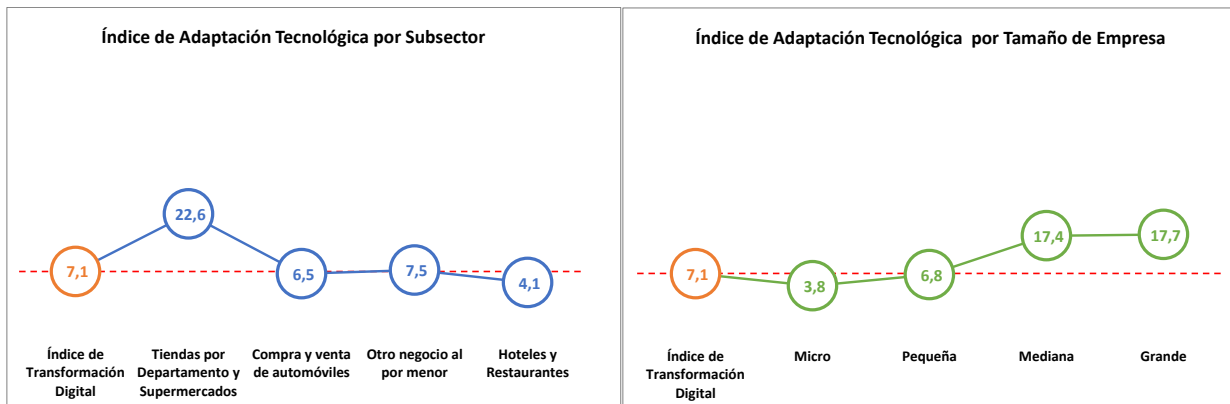 Índice de Adaptación Tecnológica por Subsector
22,6
7,1
6,5
7,5
4,1
Índice de
Transformación
Digital
Tiendas por
Departamento y
Supermercados
Compra y venta
de automóviles
Otro negocio al
por menor
Hoteles y
Restaurantes
Índice de Adaptación Tecnológica por Tamaño de Empresa
7,1
3,8
6,8
17,4
17,7
Índice de
Transformación
Digital
Micro
Pequeña
Mediana
Grande